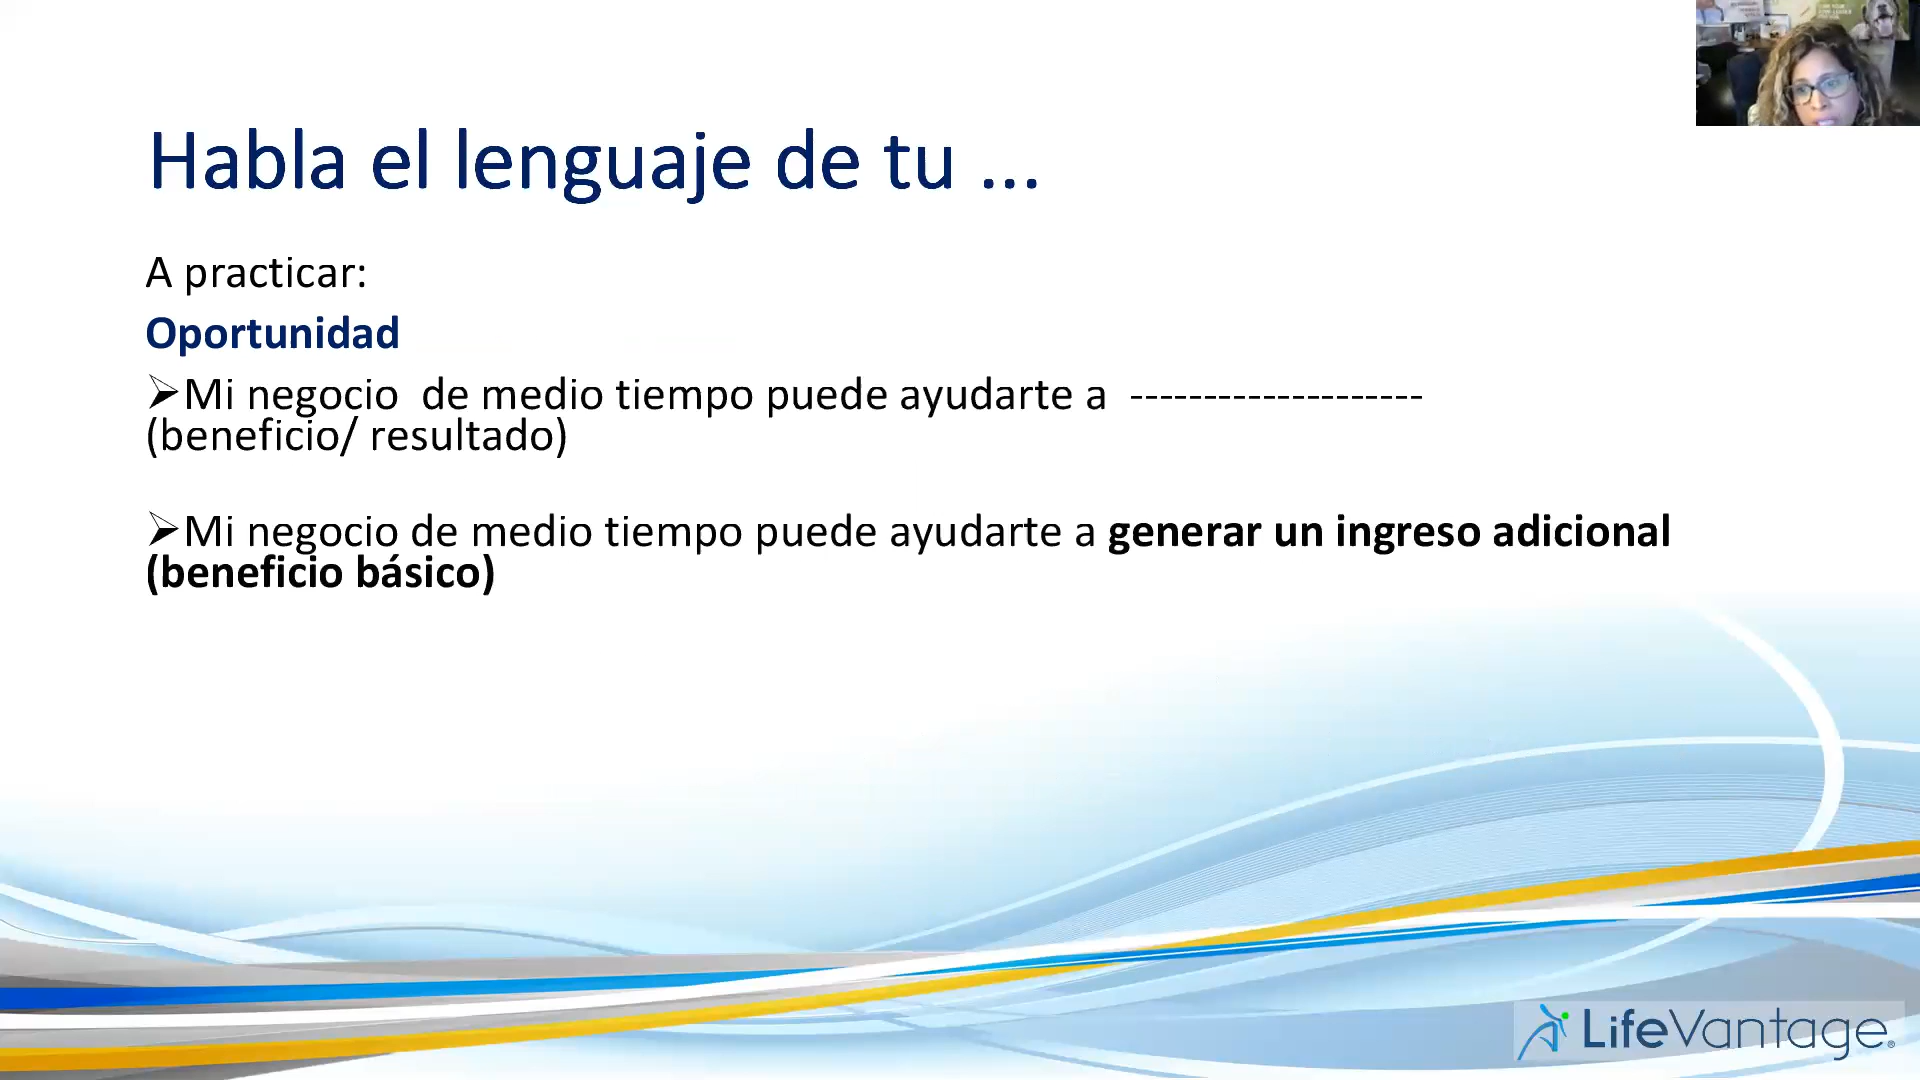 Habla el lenguaje de tu ...
A practicar:
Oportunidad
➢Mi negocio  de medio tiempo puede ayudarte a  --------------------
(beneficio/ resultado)
➢Mi negocio de medio tiempo puede ayudarte a generar un ingreso adicional
(beneficio básico)
LifeVantage®